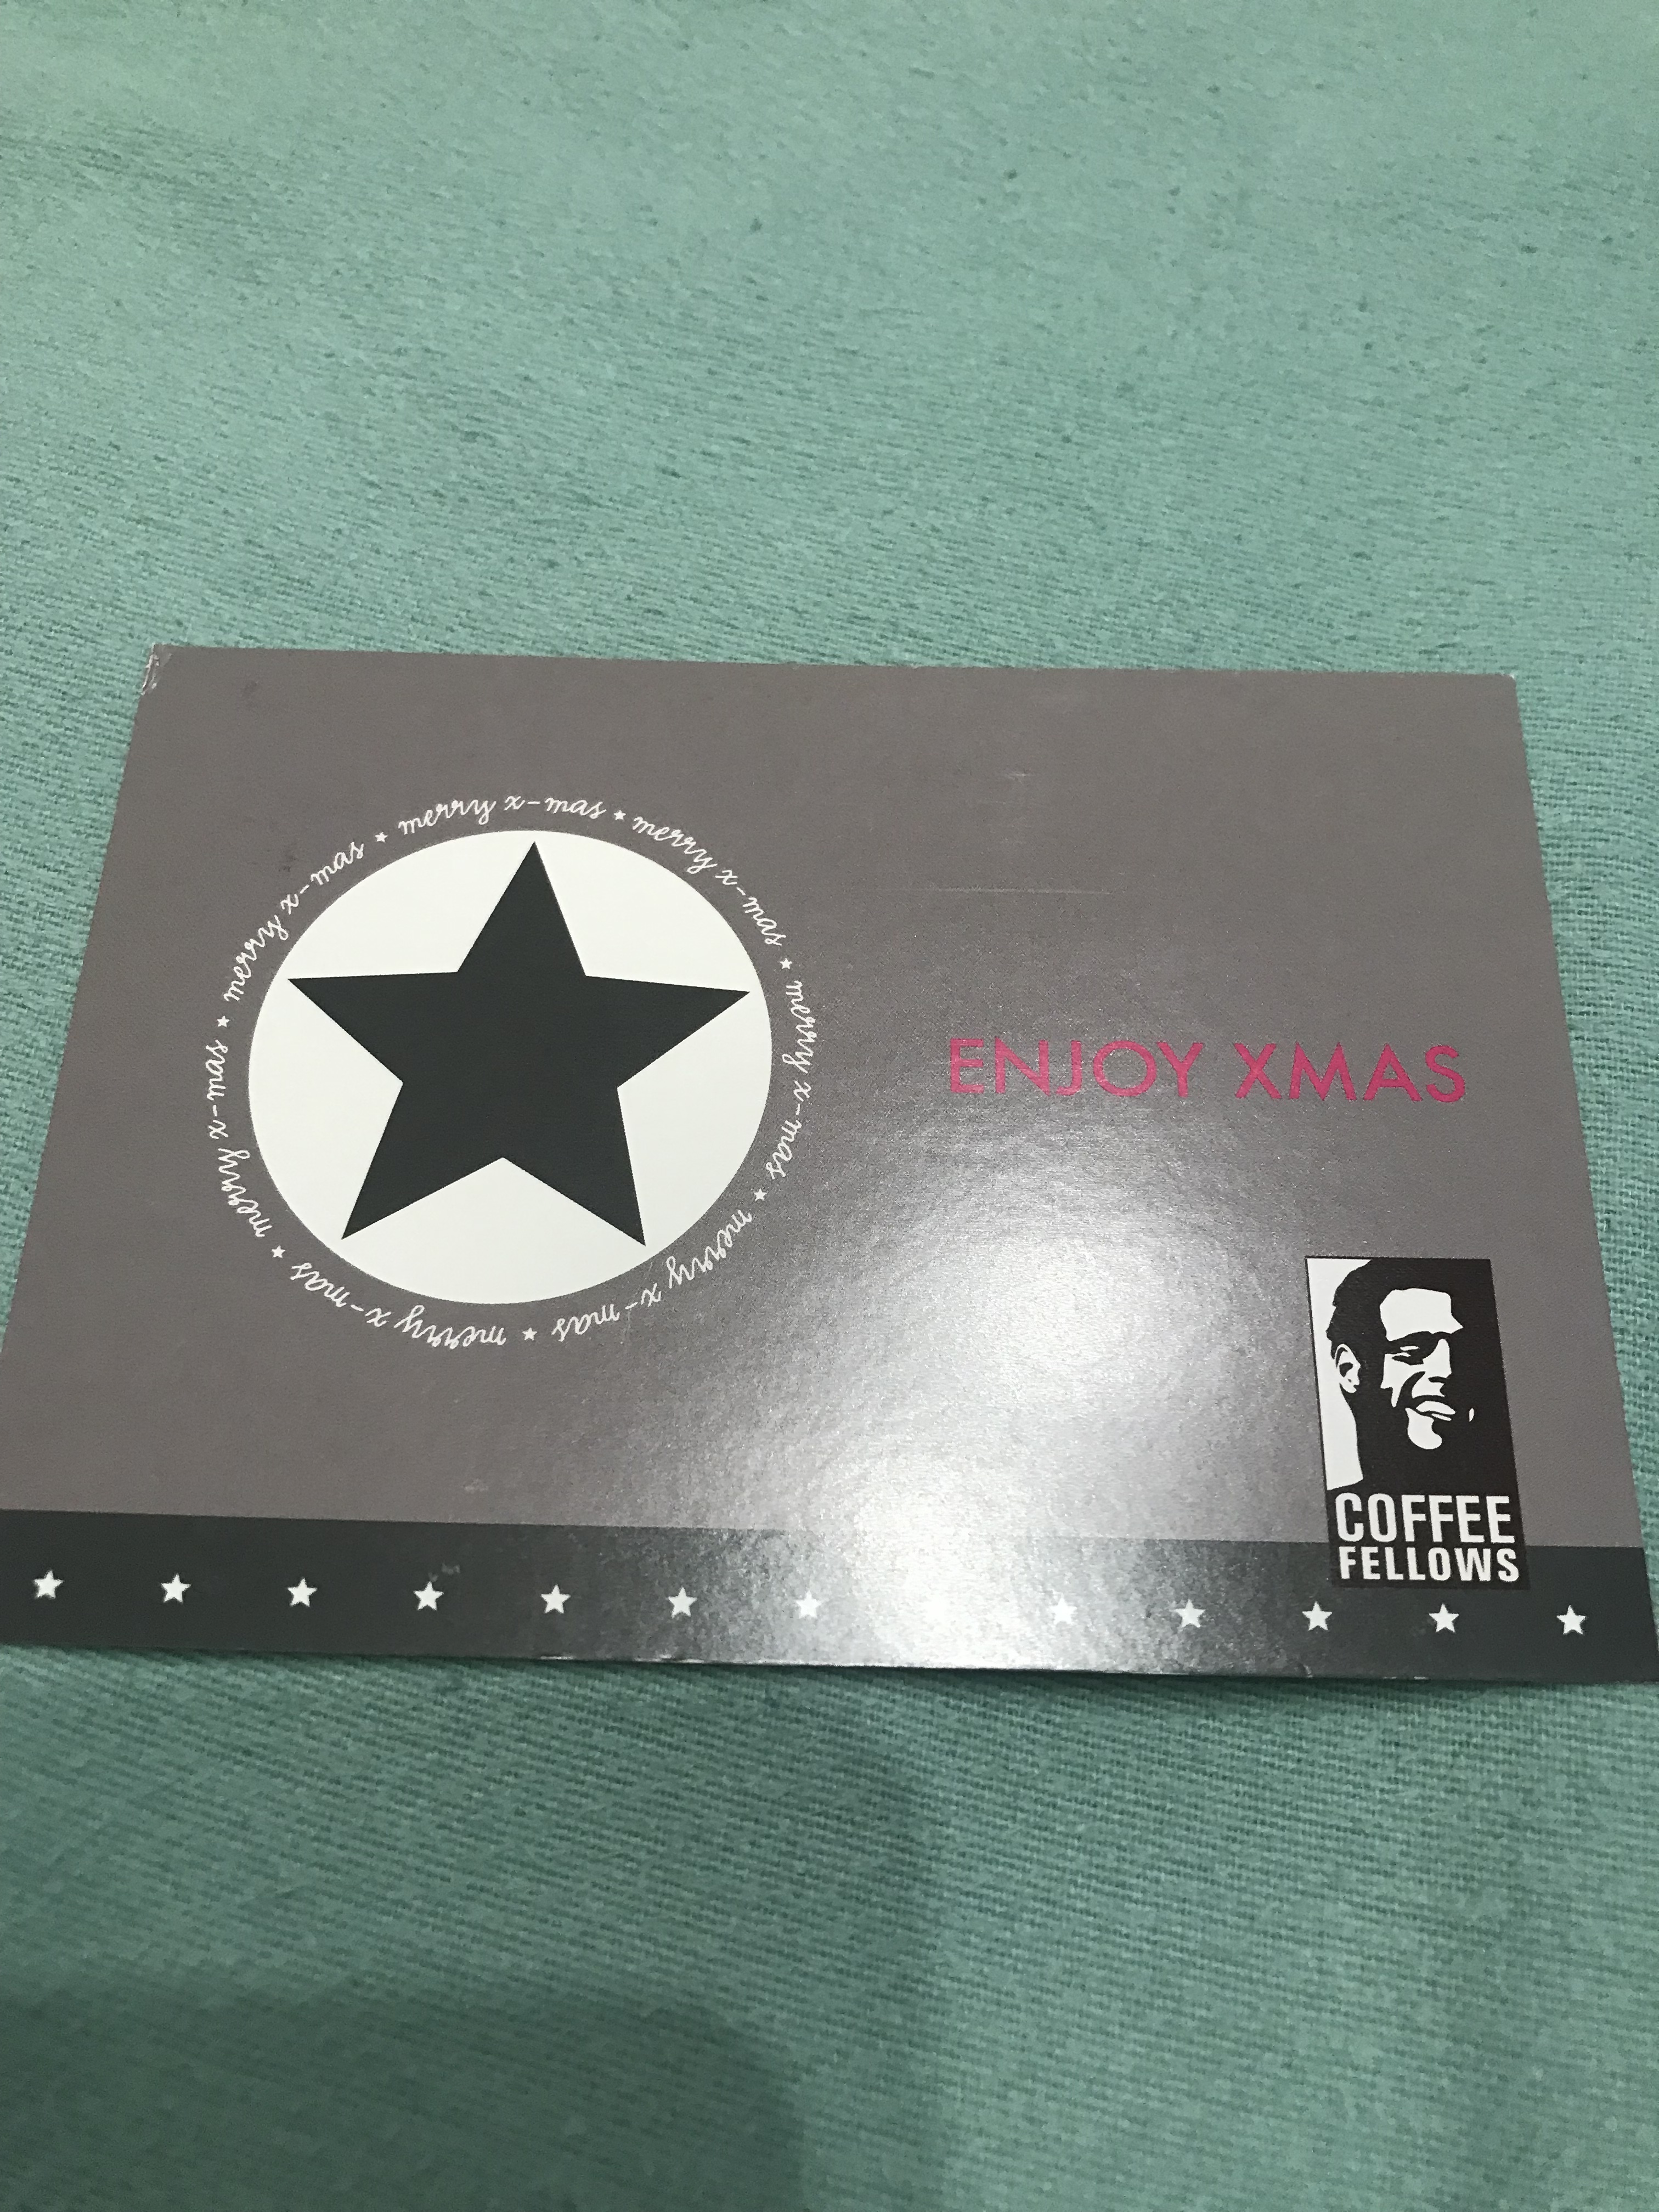 merry x-mas ★ merry x-mas ★ merry x-mas ★ merry x-mas ★ merry x-mas ★ merry x-mas ★ merry x-mas ★
ENJOY XMAS
COFFEE
FELLOWS